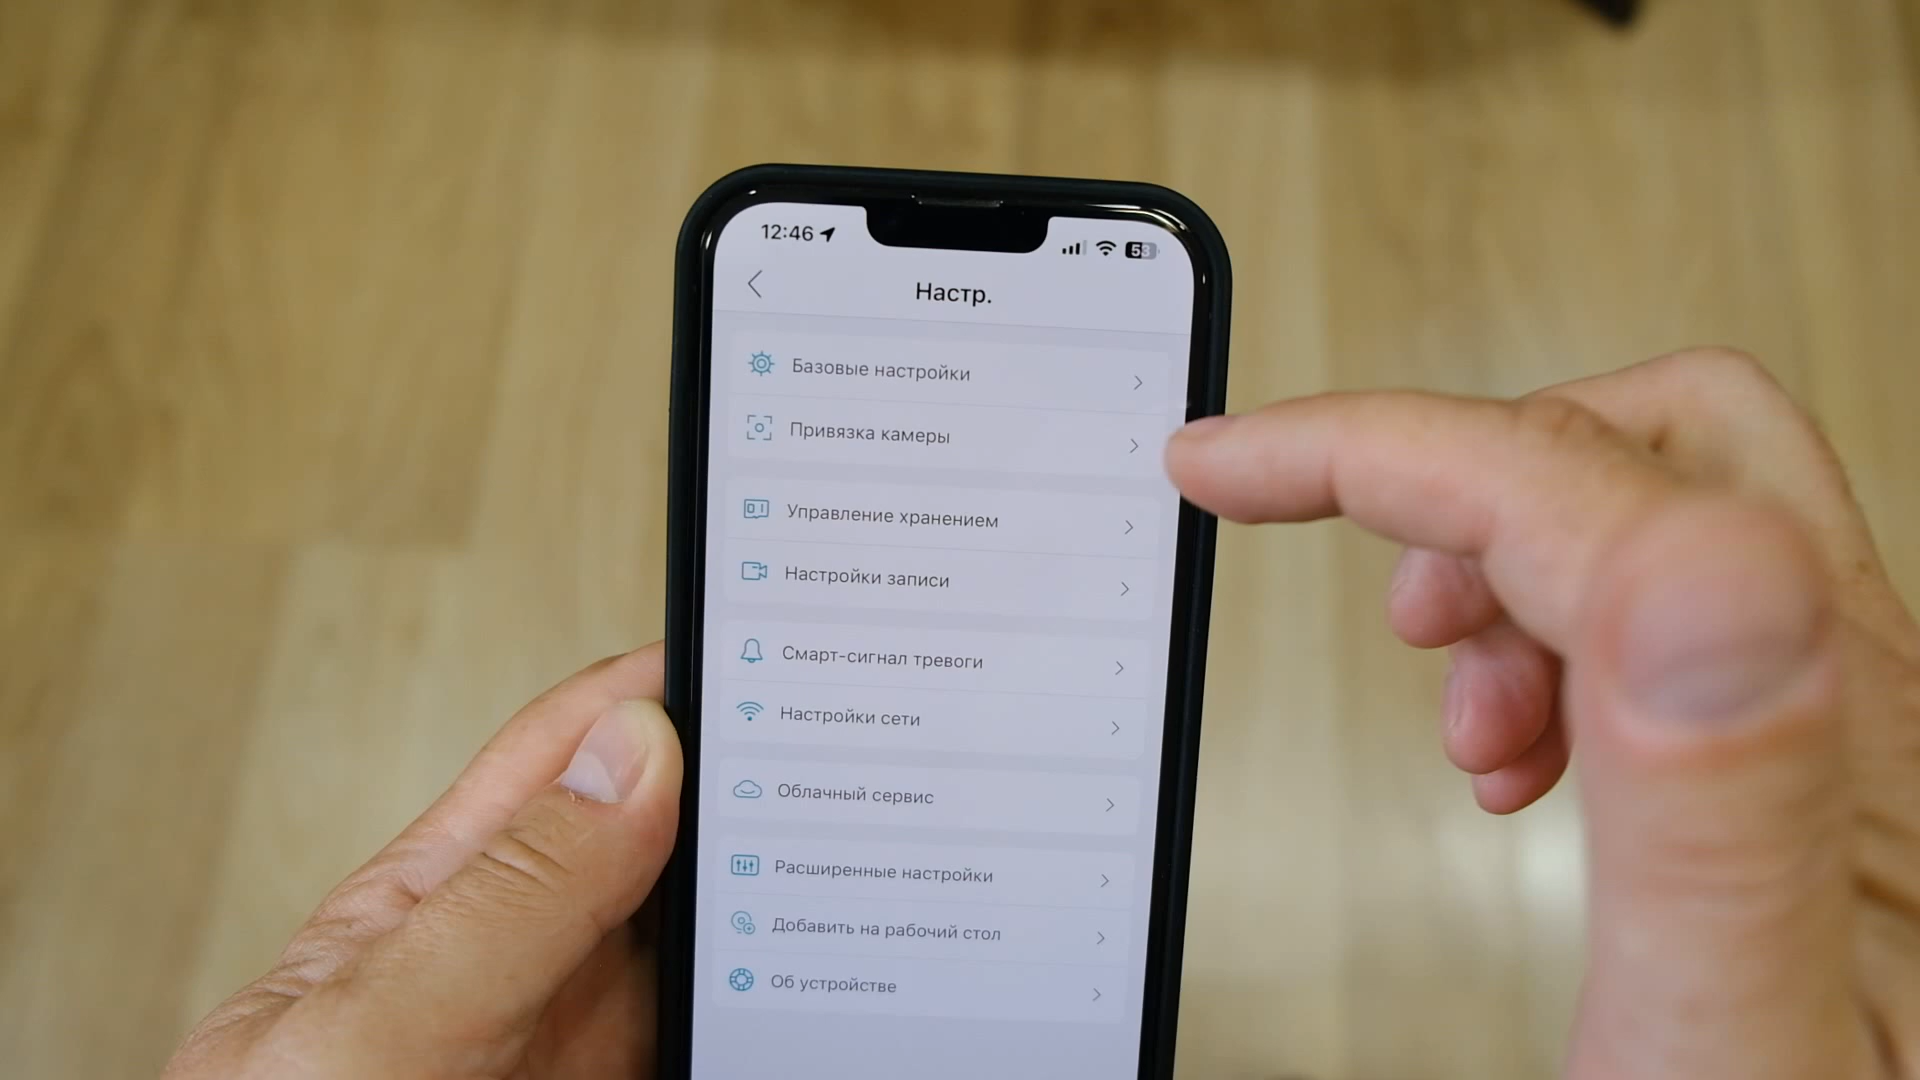 12:46
53
Настр.
Базовые настройки
Привязка камеры
Управление хранением
Настройки записи
Смарт-сигнал тревоги
Настройки сети
Облачный сервис
Расширенные настройки
Добавить на рабочий стол
Об устройстве